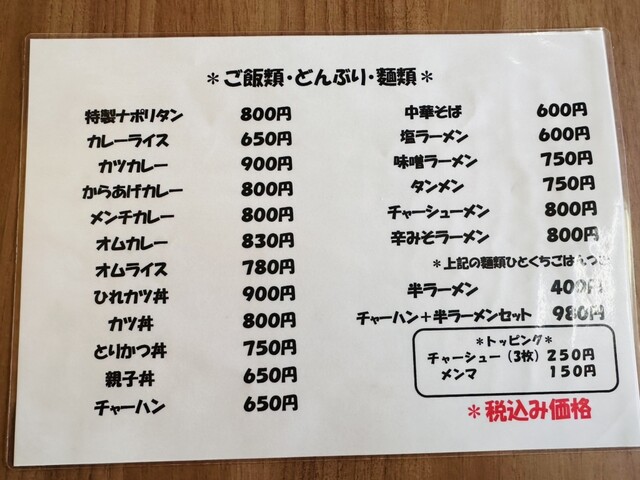 ＊ご飯類・どんぶり・麺類＊
特製ナポリタン 800円
カレーライス 650円
カツカレー 900円
からあげカレー 800円
メンチカレー 800円
オムカレー 830円
オムライス 780円
ひれカツ丼 900円
カツ丼 800円
とりかつ丼 750円
親子丼 650円
チャーハン 650円
中華そば 600円
塩ラーメン 600円
味噌ラーメン 750円
タンメン 750円
チャーシューメン 800円
辛みそラーメン 800円
＊上記の麺類ひとくちごはんつき
半ラーメン 400円
チャーハン＋半ラーメンセット 980円
＊トッピング＊
チャーシュー（3枚）250円
メンマ 150円
＊税込み価格